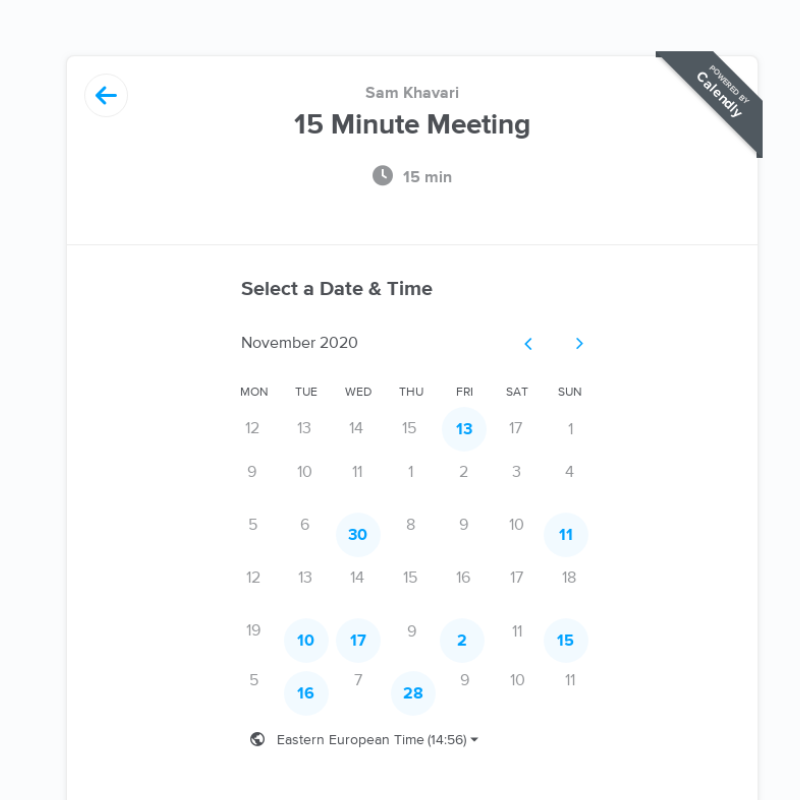 POWERED BY
Calendly
Sam Khavari
15 Minute Meeting
15 min
Select a Date & Time
November 2020
MON TUE WED THU FRI SAT SUN
12 13 14 15 13 17 1
9 10 11 1 2 3 4
5 6 30 8 9 10 11
12 13 14 15 16 17 18
19 10 17 9 2 11 15
5 16 7 28 9 10 11
Eastern European Time (14:56)